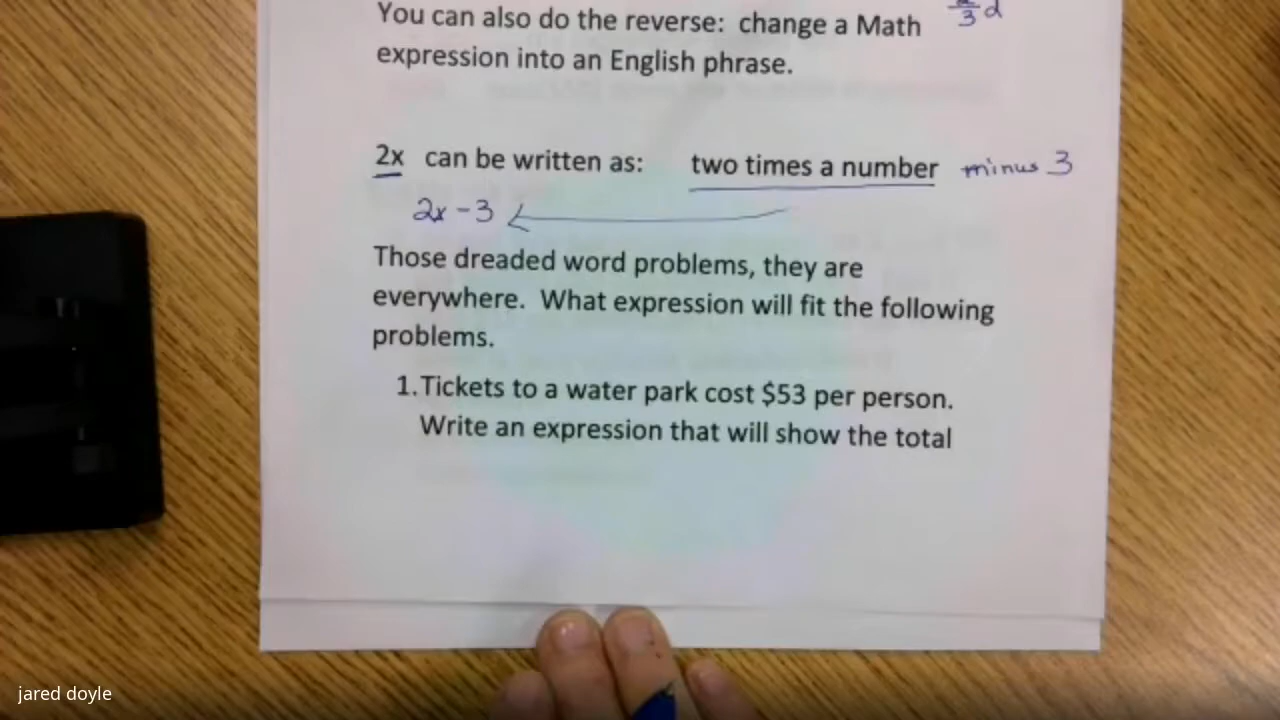 You can also do the reverse: change a Math
expression into an English phrase.
2x can be written as: two times a number minus 3
2x - 3
Those dreaded word problems, they are
everywhere. What expression will fit the following
problems.
1. Tickets to a water park cost $53 per person.
Write an expression that will show the total
jared doyle